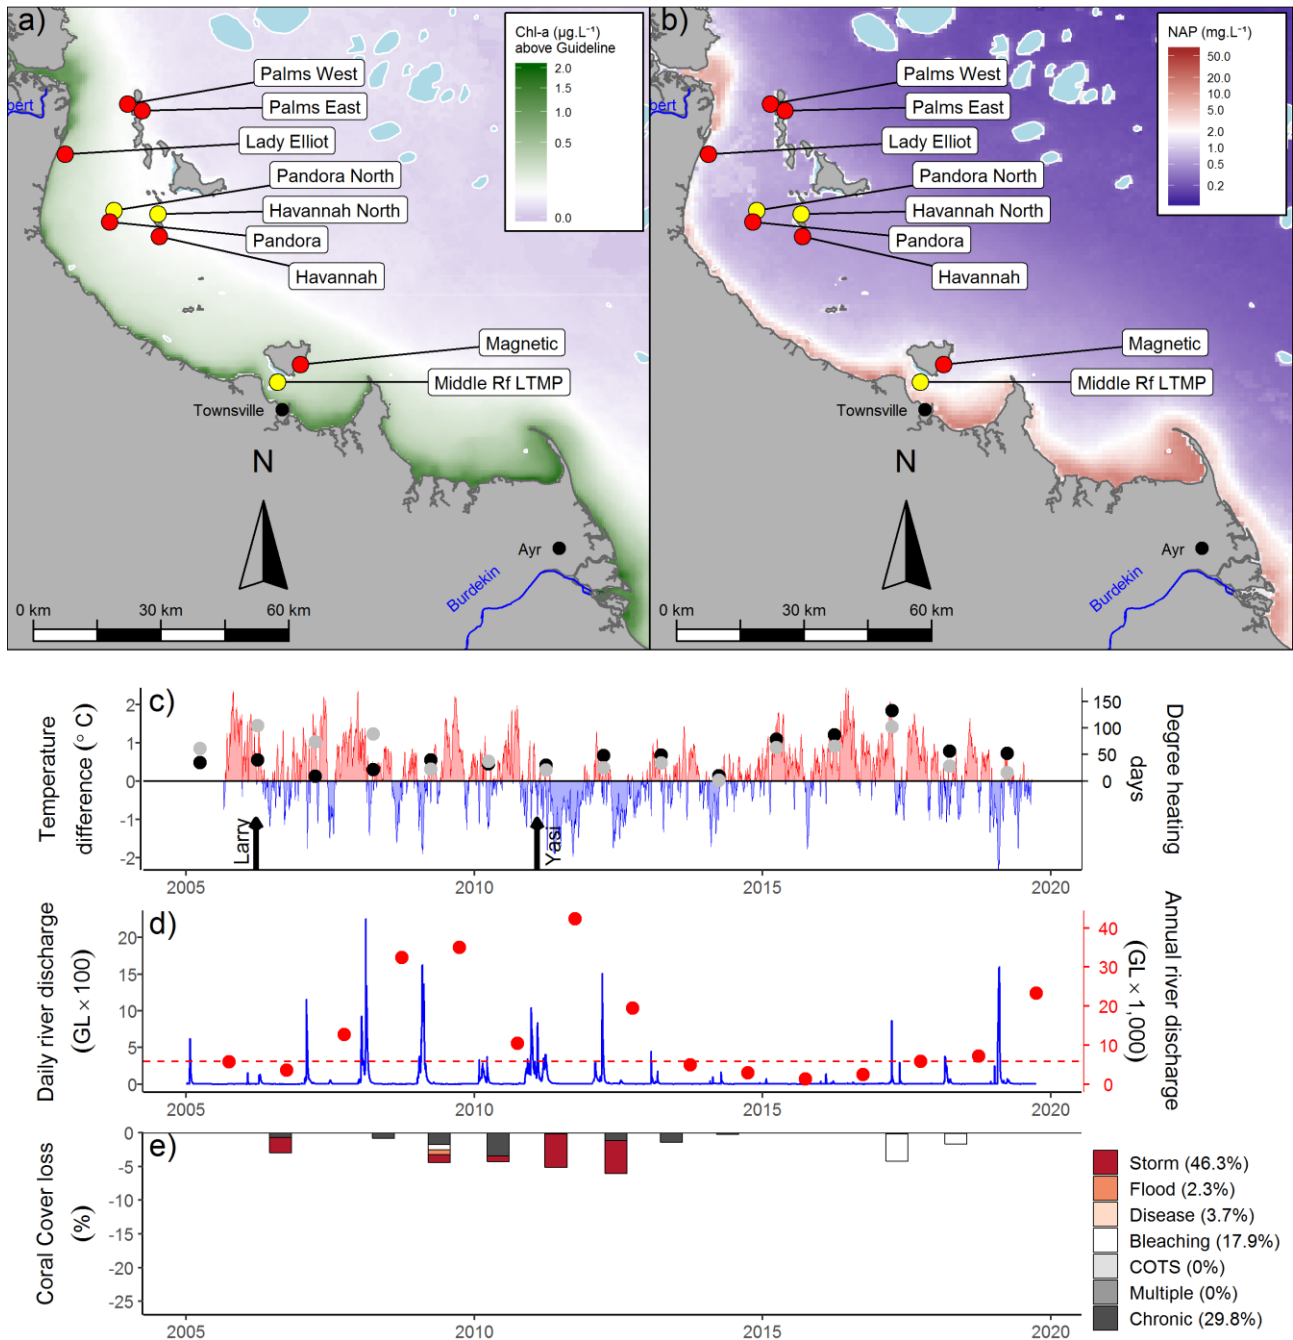 a)
Chl-a (µg.L⁻¹)
above Guideline
2.0
1.0
0.5
0.0
Palms West
Palms East
Lady Elliot
Pandora North
Havannah North
Pandora
Havannah
Magnetic
Middle Rf LTMP
Townsville
N
Ayr
Burdekin
bert
0 km
30 km
60 km
b)
NAP (mg.L⁻¹)
50.0
20.0
10.0
5.0
2.0
1.0
0.5
0.2
Palms West
Palms East
Lady Elliot
Pandora North
Havannah North
Pandora
Havannah
Magnetic
Middle Rf LTMP
Townsville
N
Ayr
Burdekin
bert
0 km
30 km
60 km
c)
Temperature
difference (° C)
2
1
0
-1
-2
Larry
Yasi
150
100
50
0
Degree heating
days
2005
2010
2015
2020
d)
Daily river discharge
(GL × 100)
20
15
10
5
0
40
30
20
10
0
Annual river discharge
(GL × 1,000)
2005
2010
2015
2020
e)
Coral Cover loss
(%)
0
-5
-10
-15
-20
-25
2005
2010
2015
2020
Storm (46.3%)
Flood (2.3%)
Disease (3.7%)
Bleaching (17.9%)
COTS (0%)
Multiple (0%)
Chronic (29.8%)